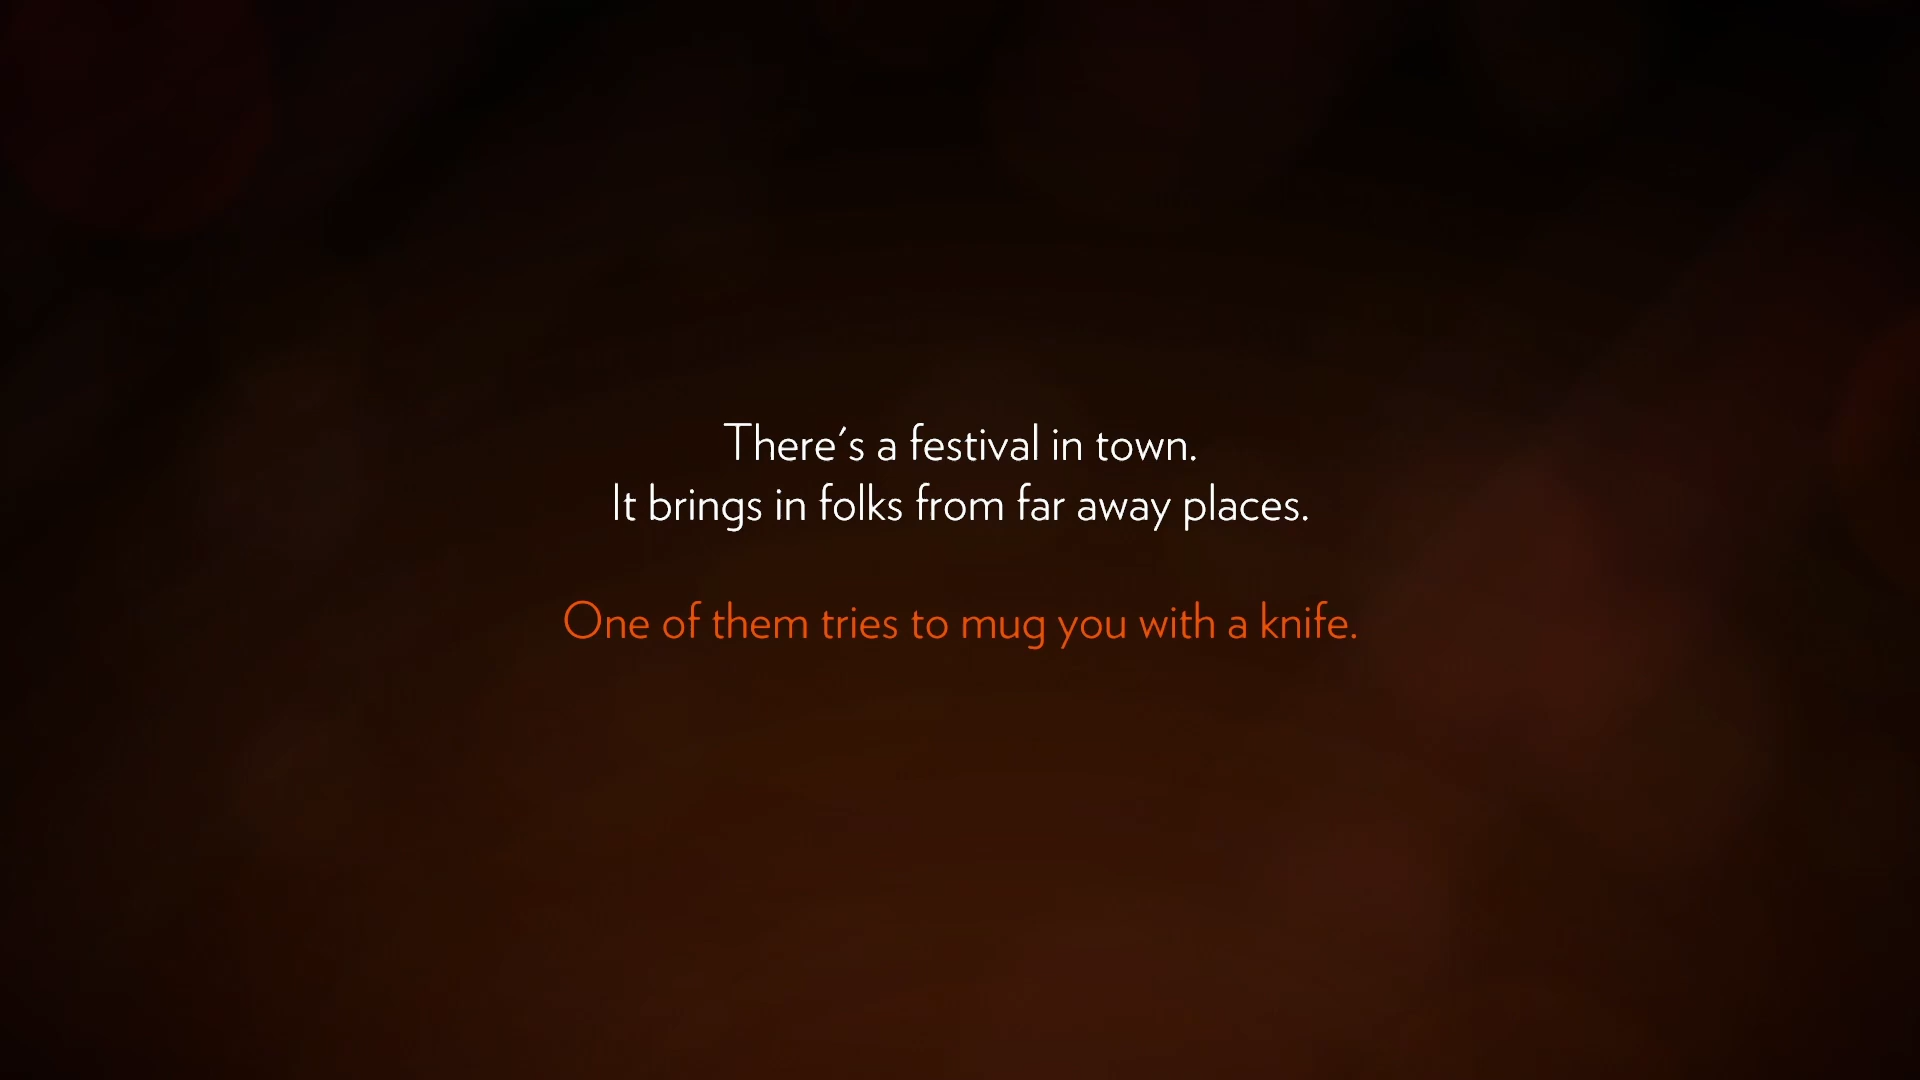 There's a festival in town.
It brings in folks from far away places.
One of them tries to mug you with a knife.